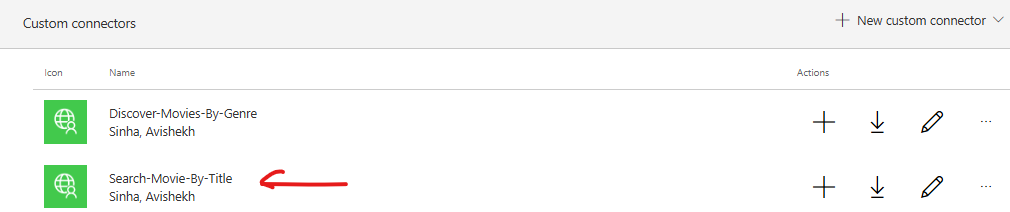 Custom connectors
New custom connector
Icon Name Actions
Discover-Movies-By-Genre
Sinha, Avishekh
Search-Movie-By-Title
Sinha, Avishekh